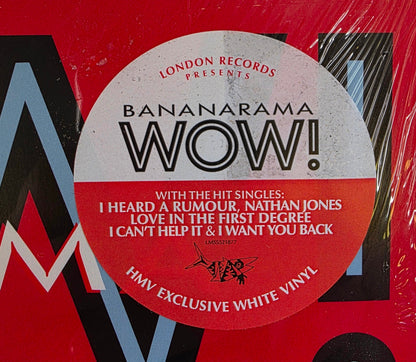 LONDON RECORDS
PRESENTS
BANANARAMA
WOW!
WITH THE HIT SINGLES:
I HEARD A RUMOUR, NATHAN JONES
LOVE IN THE FIRST DEGREE
I CAN'T HELP IT & I WANT YOU BACK
HMV EXCLUSIVE WHITE VINYL
M